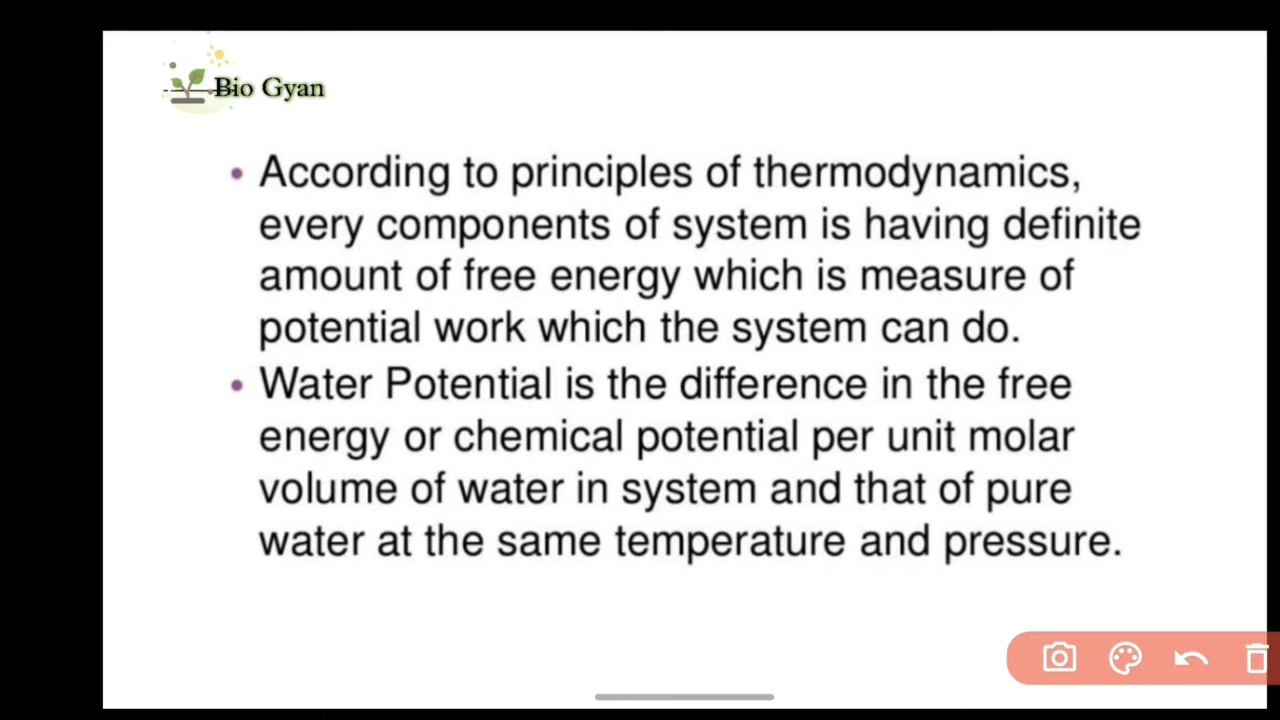 Bio Gyan
• According to principles of thermodynamics,
every components of system is having definite
amount of free energy which is measure of
potential work which the system can do.
• Water Potential is the difference in the free
energy or chemical potential per unit molar
volume of water in system and that of pure
water at the same temperature and pressure.